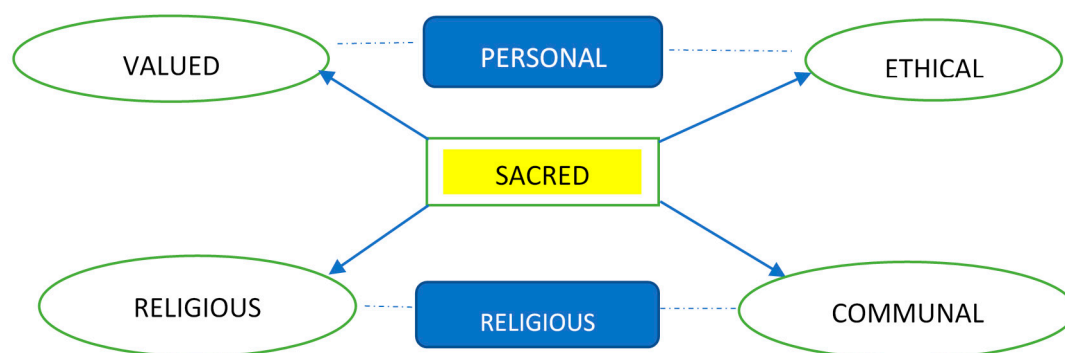 VALUED
PERSONAL
ETHICAL
SACRED
RELIGIOUS
RELIGIOUS
COMMUNAL